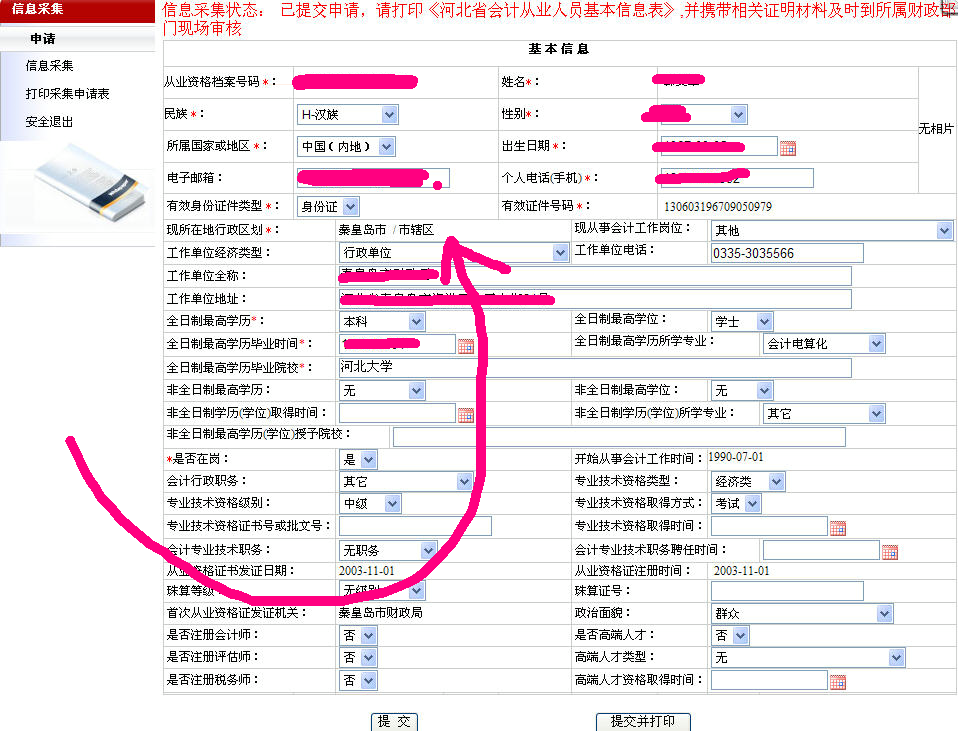 信息采集
申请
信息采集
打印采集申请表
安全退出
信息采集状态： 已提交申请，请打印《河北省会计从业人员基本信息表》,并携带相关证明材料及时到所属财政部
门现场审核
基本信息
从业资格档案号码*： 姓名*：
民族*： H-汉族 性别*：
无相片
所属国家或地区*： 中国（内地） 出生日期*：
电子邮箱： 个人电话(手机)*：
有效身份证件类型*： 身份证 有效证件号码*： 130603196709050979
现所在地行政区划*： 秦皇岛市 /市辖区 现从事会计工作岗位： 其他
工作单位经济类型： 行政单位 工作单位电话： 0335-3035566
工作单位全称：
工作单位地址：
全日制最高学历*： 本科 全日制最高学位： 学士
全日制最高学历毕业时间*： 全日制最高学历所学专业： 会计电算化
全日制最高学历毕业院校*： 河北大学
非全日制最高学历： 无 非全日制最高学位： 无
非全日制学历(学位)取得时间： 非全日制学历(学位)所学专业： 其它
非全日制最高学历(学位)授予院校：
*是否在岗： 是 开始从事会计工作时间： 1990-07-01
会计行政职务： 其它 专业技术资格类型： 经济类
专业技术资格级别： 中级 专业技术资格取得方式： 考试
专业技术资格证书号或批文号： 专业技术资格取得时间：
会计专业技术职务： 无职务 会计专业技术职务聘任时间：
从业资格证书发证日期： 2003-11-01 从业资格证注册时间： 2003-11-01
珠算等级 无级别 珠算证号：
首次从业资格证发证机关： 秦皇岛市财政局 政治面貌： 群众
是否注册会计师： 否 是否高端人才： 否
是否注册评估师： 否 高端人才类型： 无
是否注册税务师： 否 高端人才资格取得时间：
提 交 提交并打印